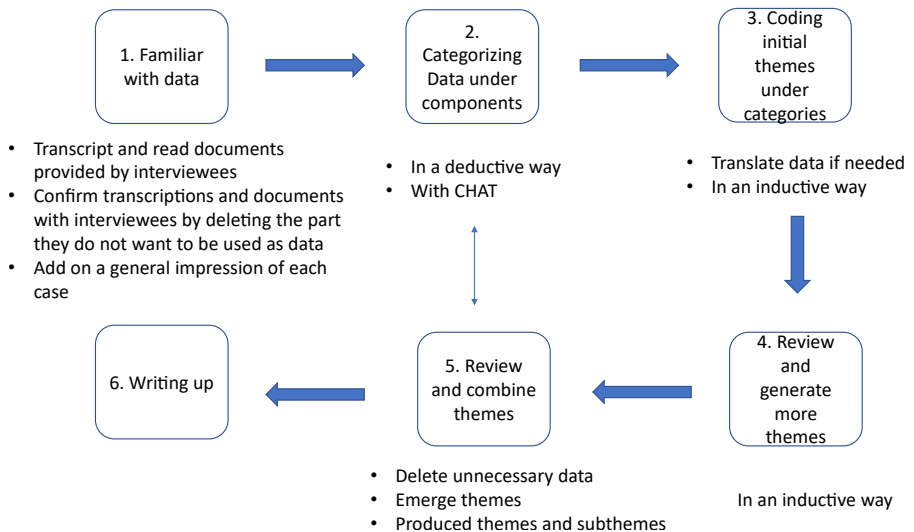 1. Familiar
with data
2.
Categorizing
Data under
components
3. Coding
initial
themes
under
categories
• Transcript and read documents
provided by interviewees
• Confirm transcriptions and documents
with interviewees by deleting the part
they do not want to be used as data
• Add on a general impression of each
case
• In a deductive way
• With CHAT
• Translate data if needed
• In an inductive way
4. Review
and
generate
more
themes
In an inductive way
5. Review
and combine
themes
• Delete unnecessary data
• Emerge themes
• Produced themes and subthemes
6. Writing up